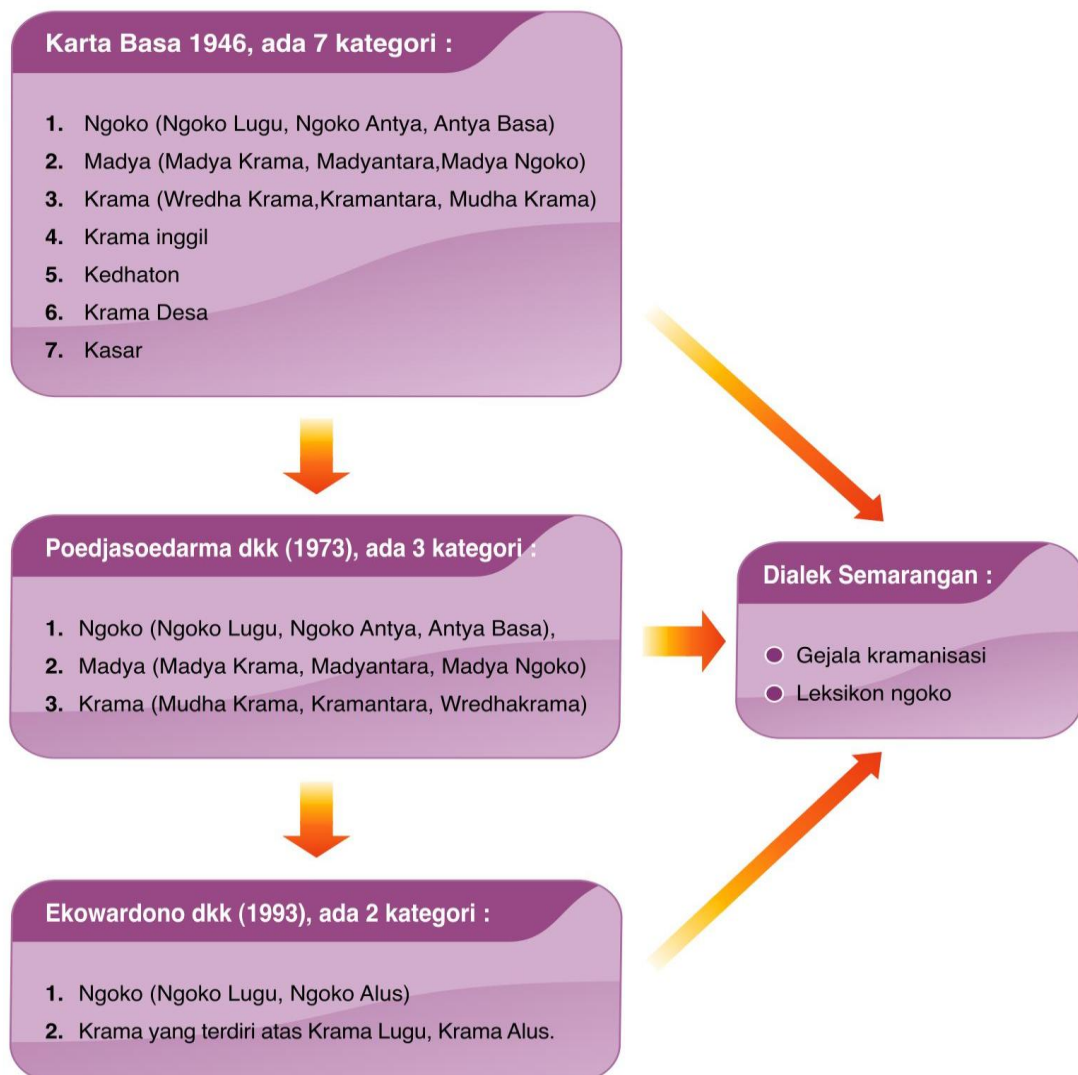 Karta Basa 1946, ada 7 kategori :
1. Ngoko (Ngoko Lugu, Ngoko Antya, Antya Basa)
2. Madya (Madya Krama, Madyantara,Madya Ngoko)
3. Krama (Wredha Krama,Kramantara, Mudha Krama)
4. Krama inggil
5. Kedhaton
6. Krama Desa
7. Kasar
Poedjasoedarma dkk (1973), ada 3 kategori :
1. Ngoko (Ngoko Lugu, Ngoko Antya, Antya Basa),
2. Madya (Madya Krama, Madyantara, Madya Ngoko)
3. Krama (Mudha Krama, Kramantara, Wredhakrama)
Dialek Semarangan :
Gejala kramanisasi
Leksikon ngoko
Ekowardono dkk (1993), ada 2 kategori :
1. Ngoko (Ngoko Lugu, Ngoko Alus)
2. Krama yang terdiri atas Krama Lugu, Krama Alus.